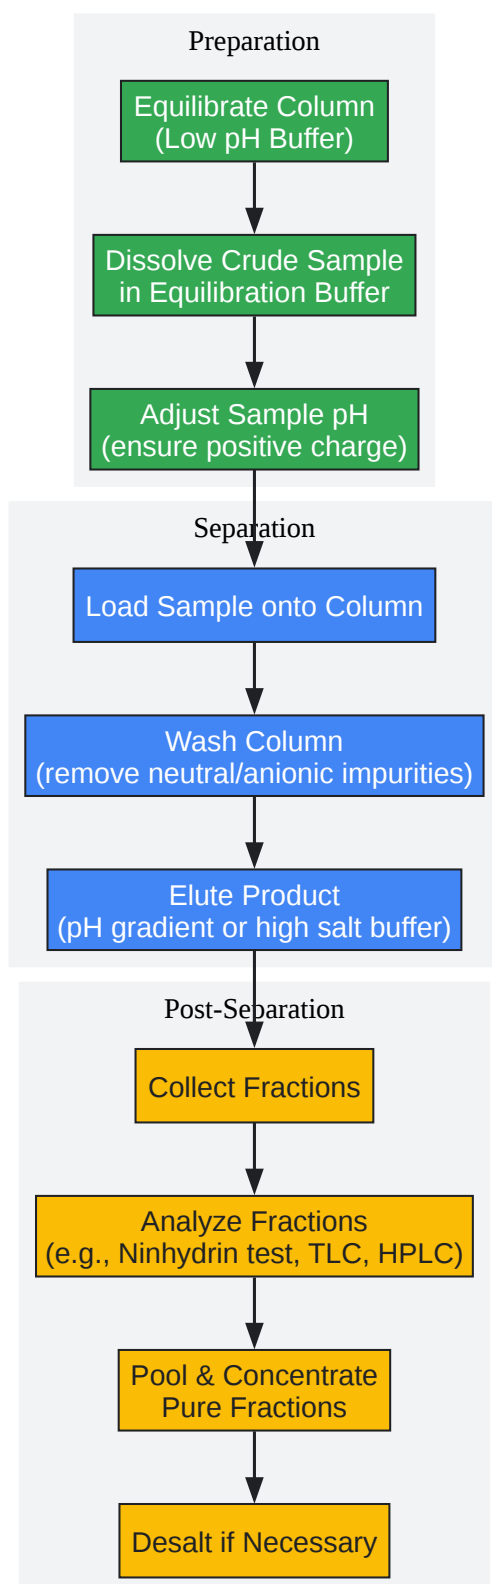 Preparation
Equilibrate Column
(Low pH Buffer)
Dissolve Crude Sample
in Equilibration Buffer
Adjust Sample pH
(ensure positive charge)
Separation
Load Sample onto Column
Wash Column
(remove neutral/anionic impurities)
Elute Product
(pH gradient or high salt buffer)
Post-Separation
Collect Fractions
Analyze Fractions
(e.g., Ninhydrin test, TLC, HPLC)
Pool & Concentrate
Pure Fractions
Desalt if Necessary